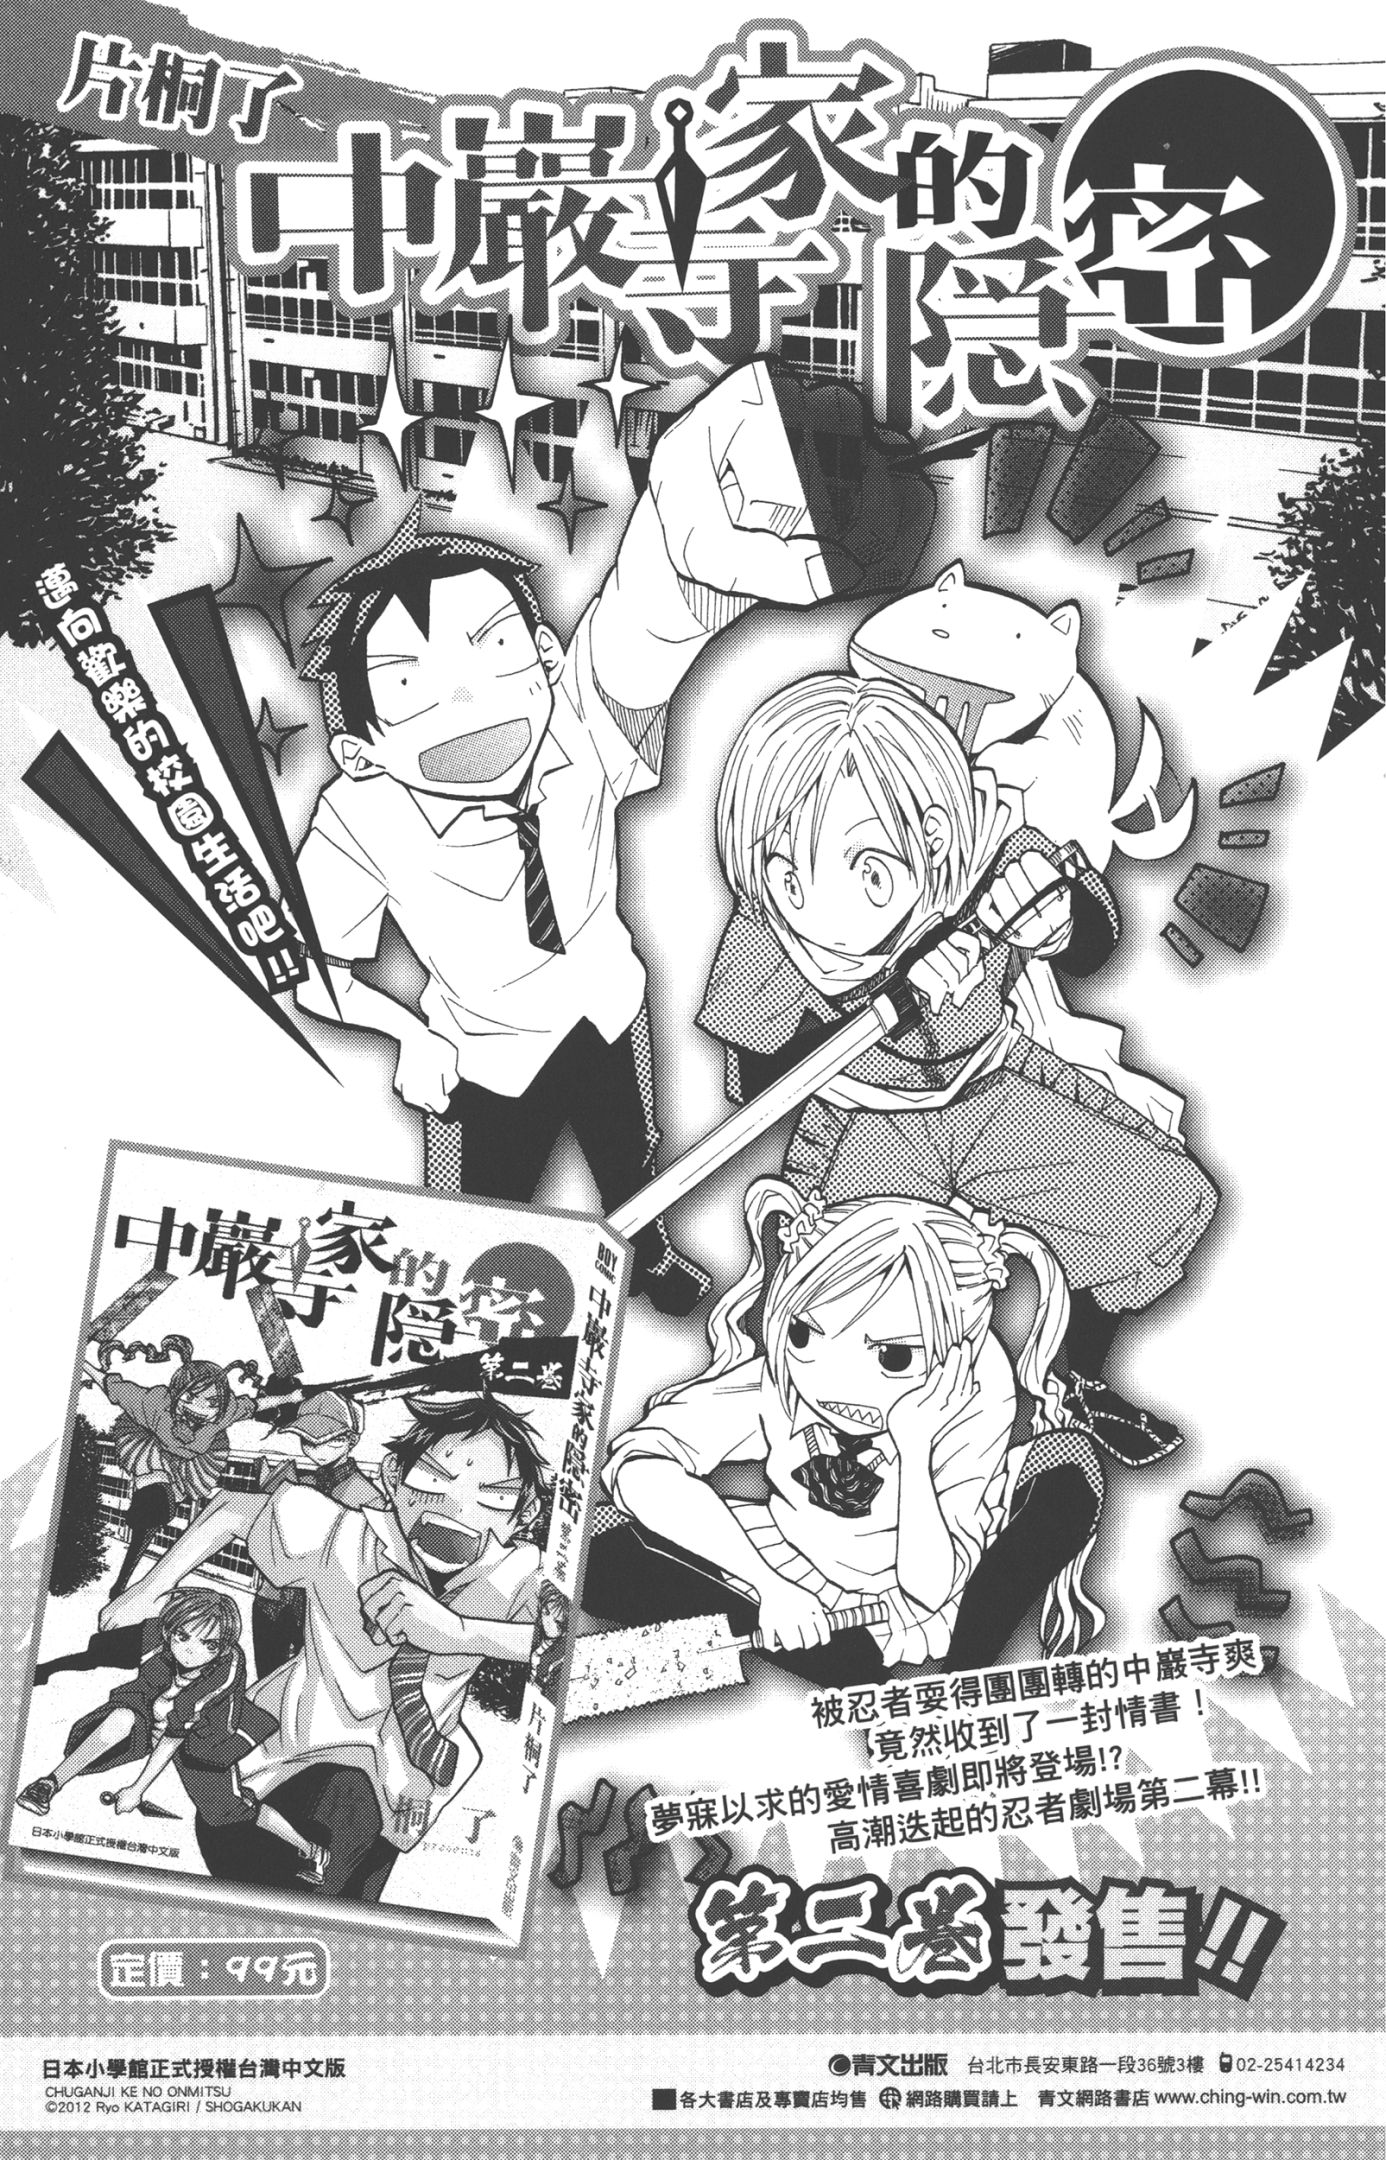 片桐了
中巖寺家的隠密
邁向歡樂的校園生活吧!!
中巖寺家的隠密
第二卷
BOY COMIC
中巖寺家的隠密
片桐了
片桐 了
presents
日本小學館正式授權台灣中文版
被忍者耍得團團轉的中巖寺爽
竟然收到了一封情書！
夢寐以求的愛情喜劇即將登場!?
高潮迭起的忍者劇場第二幕!!
第二卷發售!!
定價：99元
日本小學館正式授權台灣中文版
CHUGANJI KE NO ONMITSU
©2012 Ryo KATAGIRI / SHOGAKUKAN
青文出版 台北市長安東路一段36號3樓 02-25414234
■各大書店及專賣店均售 網路購買請上 青文網路書店 www.ching-win.com.tw